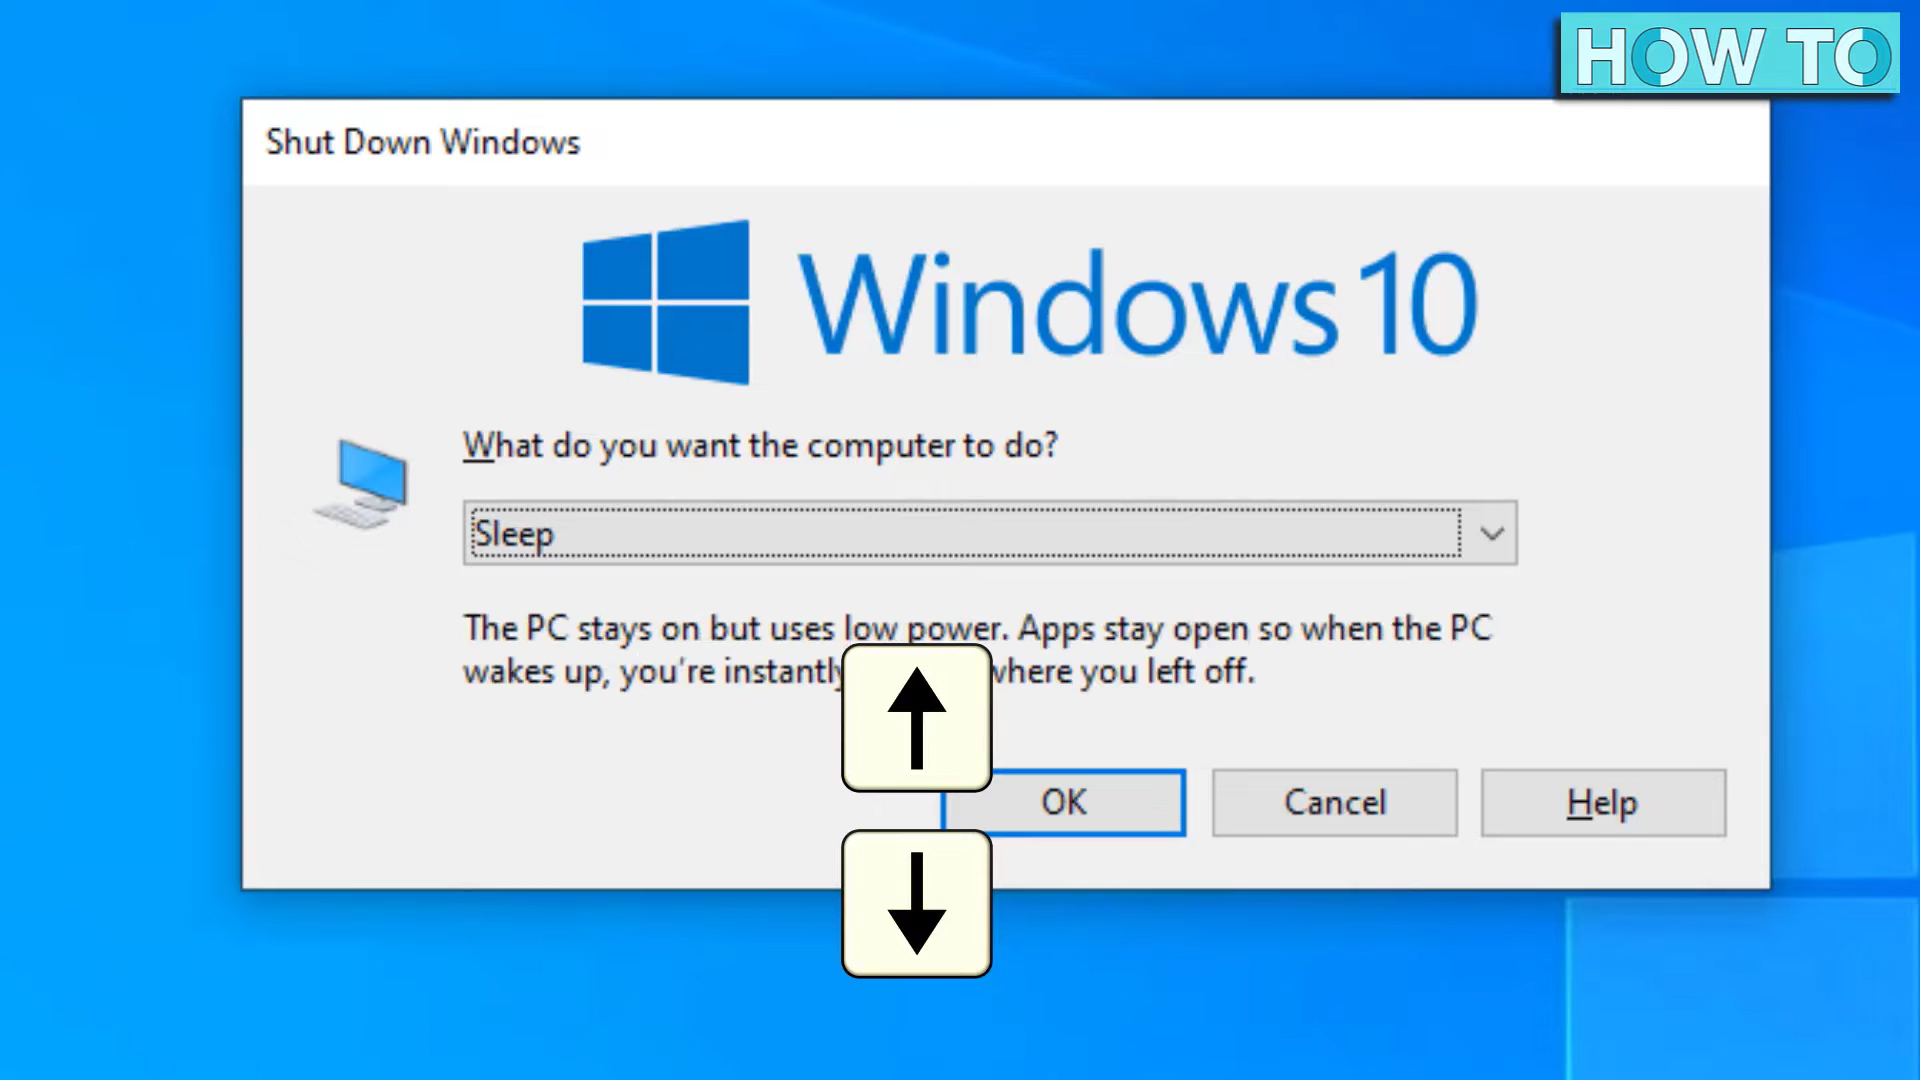 HOW TO
Shut Down Windows
Windows 10
What do you want the computer to do?
Sleep
The PC stays on but uses low power. Apps stay open so when the PC
wakes up, you're instantly where you left off.
OK
Cancel
Help